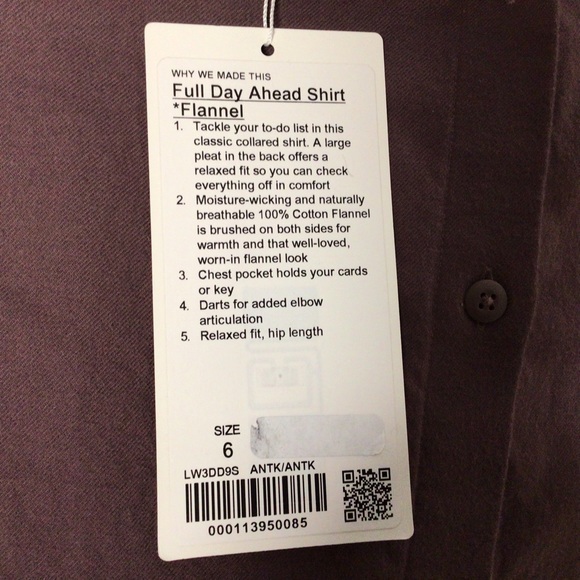 WHY WE MADE THIS
Full Day Ahead Shirt
*Flannel
1. Tackle your to-do list in this
classic collared shirt. A large
pleat in the back offers a
relaxed fit so you can check
everything off in comfort
2. Moisture-wicking and naturally
breathable 100% Cotton Flannel
is brushed on both sides for
warmth and that well-loved,
worn-in flannel look
3. Chest pocket holds your cards
or key
4. Darts for added elbow
articulation
5. Relaxed fit, hip length
SIZE
6
LW3DD9S ANTK/ANTK
000113950085